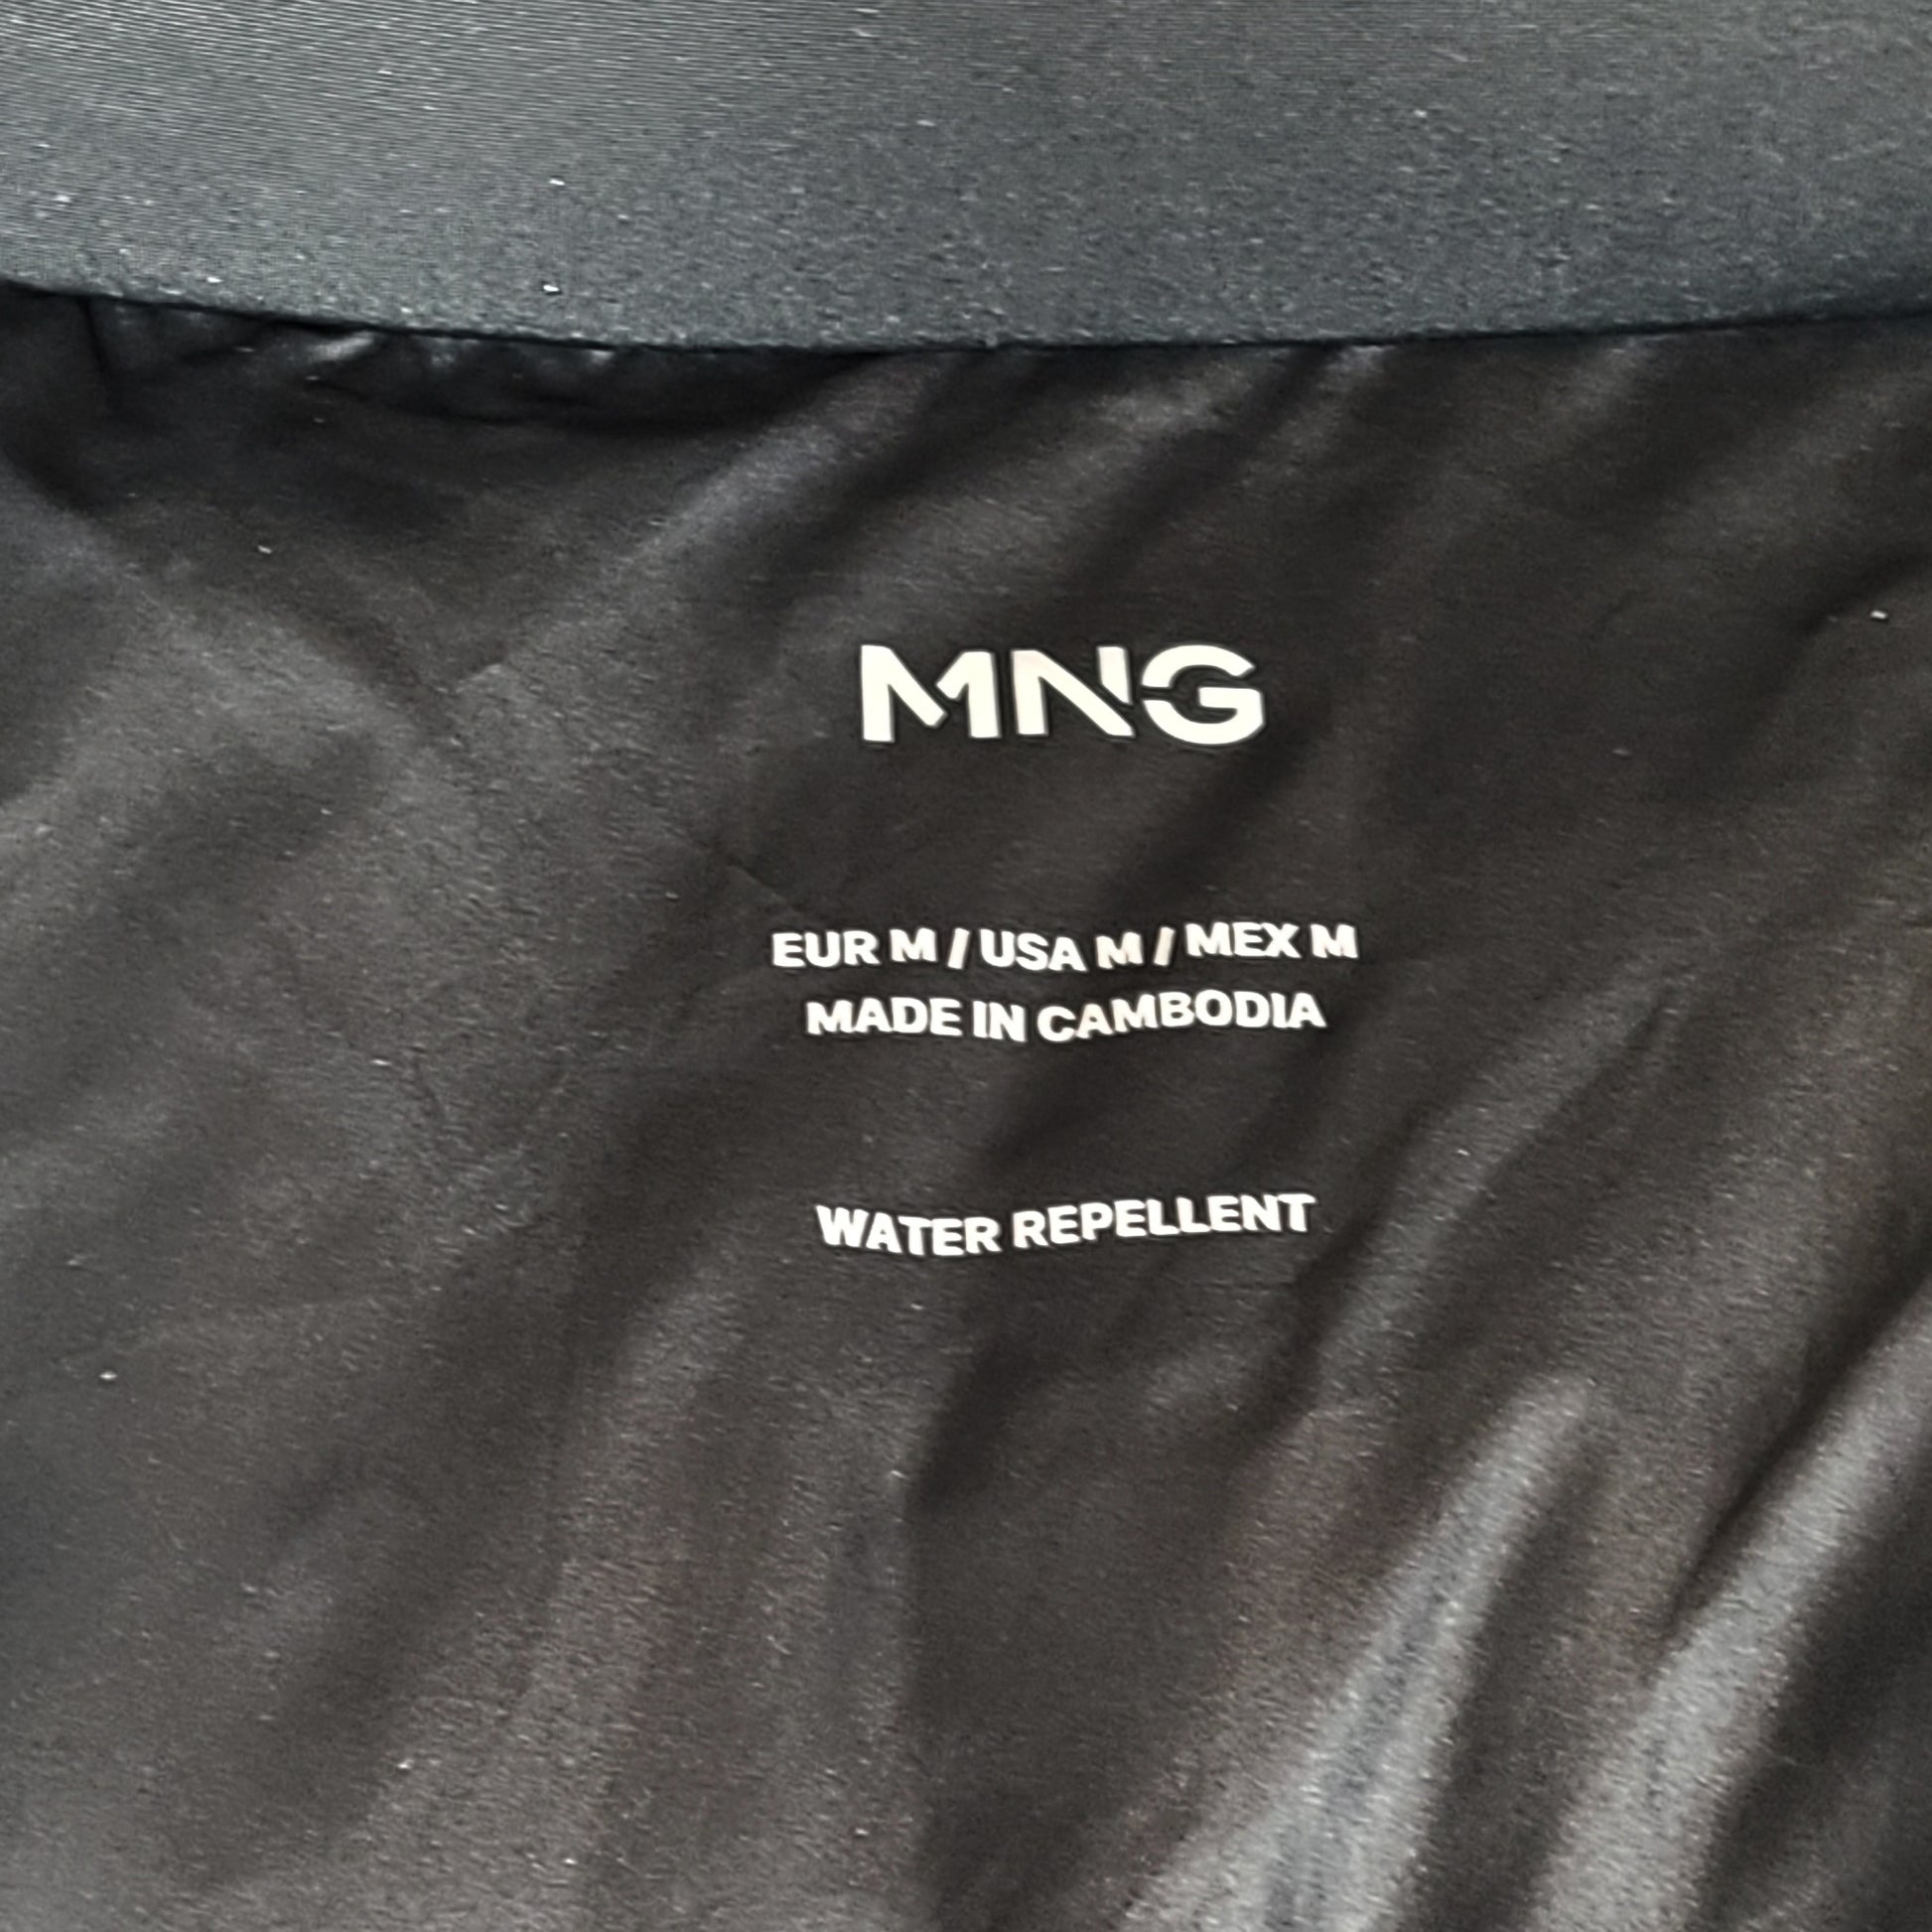 MNG
EUR M / USA M / MEX M
MADE IN CAMBODIA
WATER REPELLENT